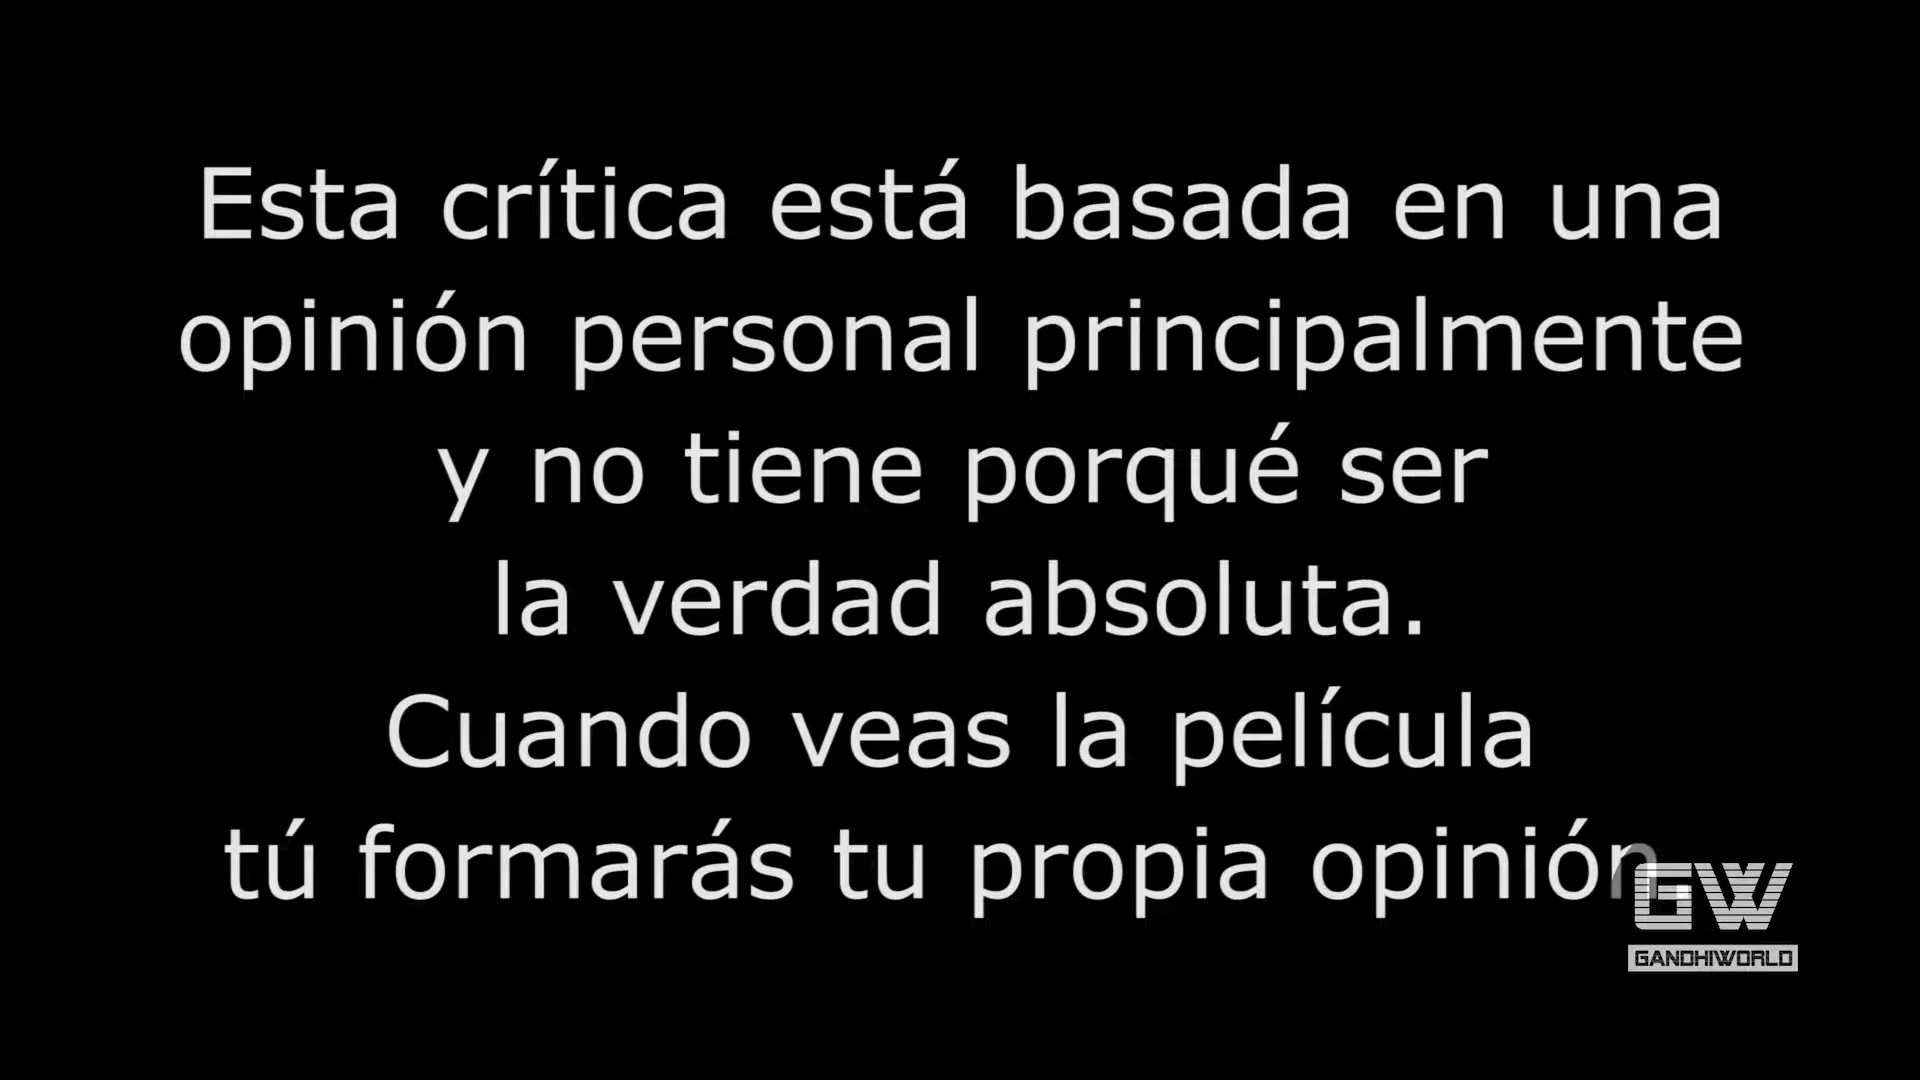 Esta crítica está basada en una
opinión personal principalmente
y no tiene porqué ser
la verdad absoluta.
Cuando veas la película
tú formarás tu propia opinión.
GW
GANDHIWORLD